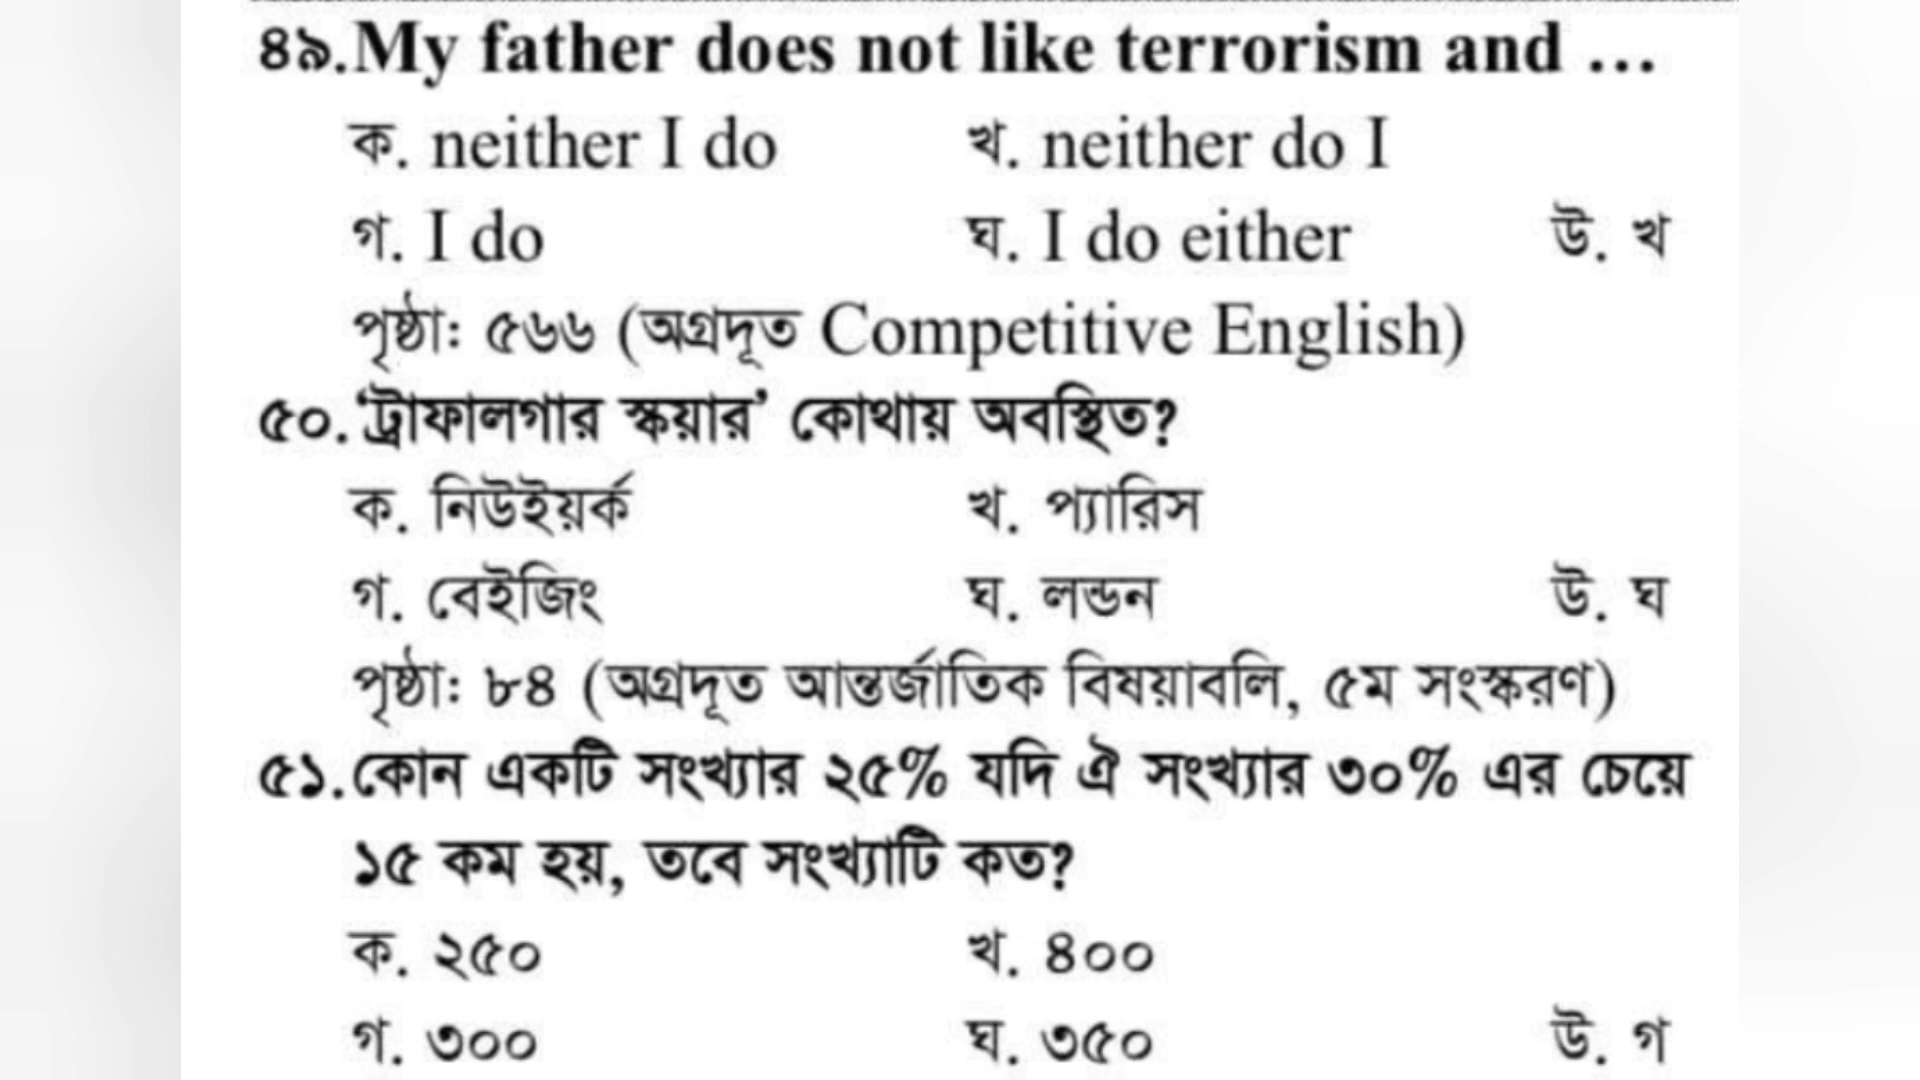 ৪৯.My father does not like terrorism and ...
ক. neither I do খ. neither do I
গ. I do ঘ. I do either উ. খ
পৃষ্ঠাঃ ৫৬৬ (অগ্রদূত Competitive English)
৫০.‘ট্রাফালগার স্কয়ার’ কোথায় অবস্থিত?
ক. নিউইয়র্ক খ. প্যারিস
গ. বেইজিং ঘ. লন্ডন উ. ঘ
পৃষ্ঠাঃ ৮৪ (অগ্রদূত আন্তর্জাতিক বিষয়াবলি, ৫ম সংস্করণ)
৫১.কোন একটি সংখ্যার ২৫% যদি ঐ সংখ্যার ৩০% এর চেয়ে
১৫ কম হয়, তবে সংখ্যাটি কত?
ক. ২৫০ খ. ৪০০
গ. ৩০০ ঘ. ৩৫০ উ. গ